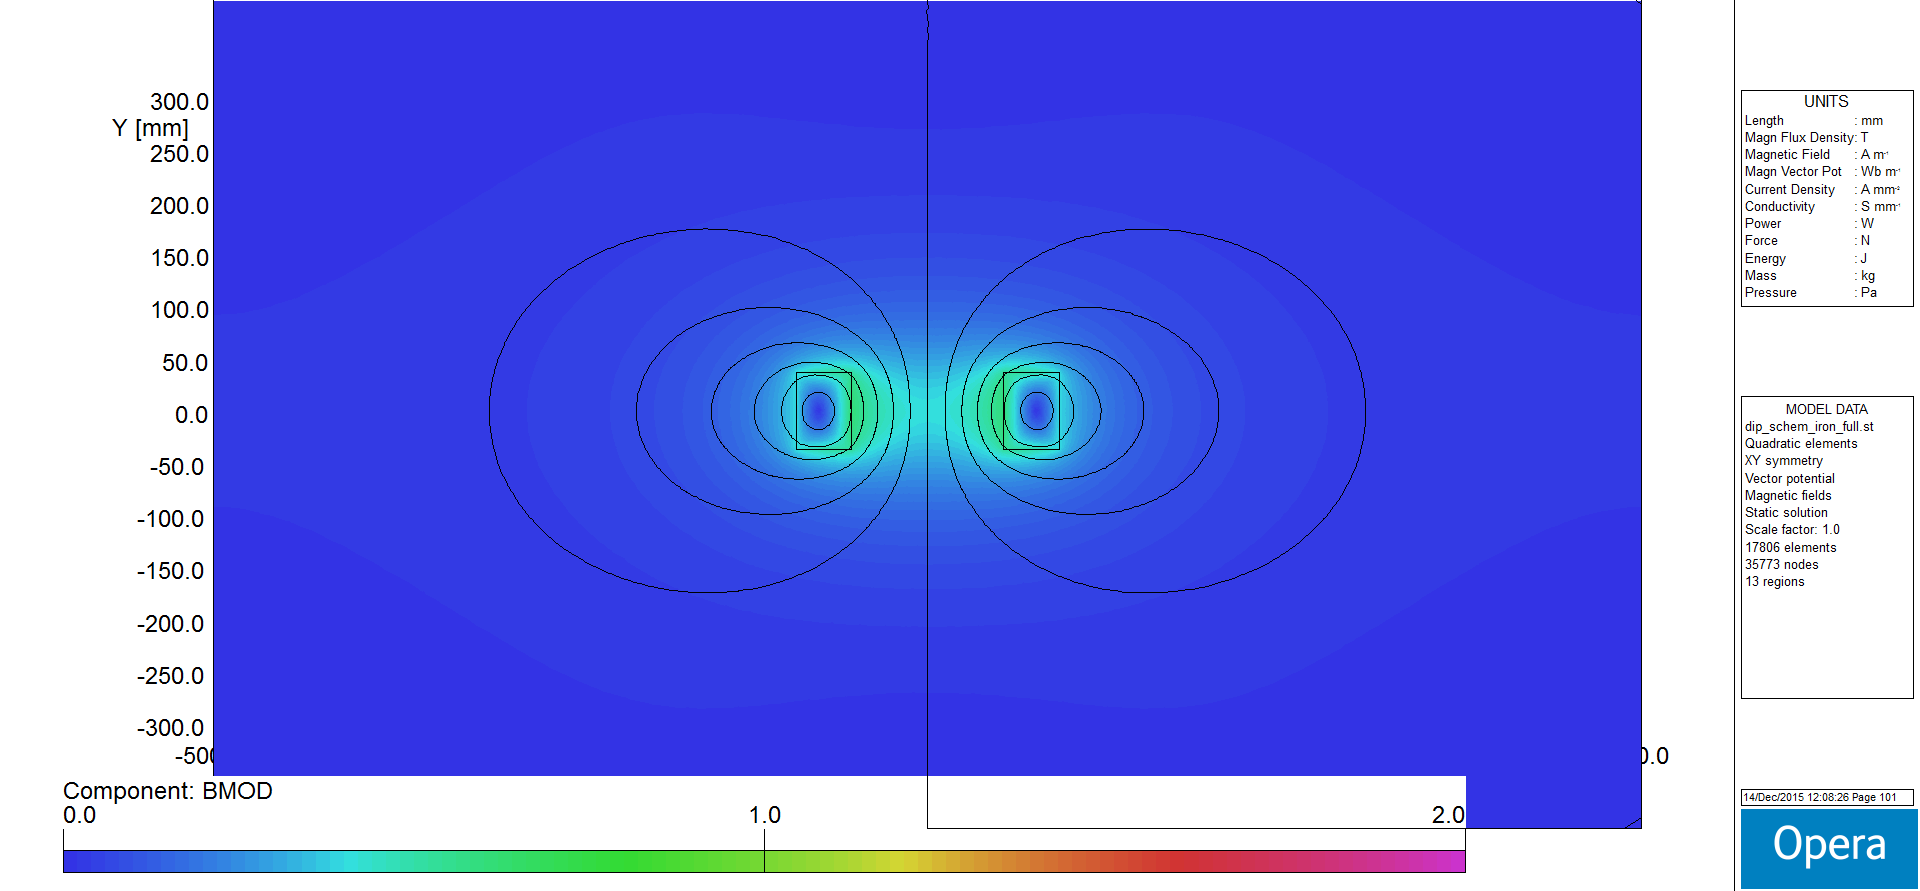 300.0
Y [mm]
250.0
200.0
150.0
100.0
50.0
0.0
-50.0
-100.0
-150.0
-200.0
-250.0
-300.0
Component: BMOD
0.0 1.0 2.0
UNITS
Length : mm
Magn Flux Density: T
Magnetic Field : A m⁻¹
Magn Vector Pot : Wb m⁻¹
Current Density : A mm⁻²
Conductivity : S mm⁻¹
Power : W
Force : N
Energy : J
Mass : kg
Pressure : Pa
MODEL DATA
dip_schem_iron_full.st
Quadratic elements
XY symmetry
Vector potential
Magnetic fields
Static solution
Scale factor: 1.0
17806 elements
35773 nodes
13 regions
14/Dec/2015 12:08:26 Page 101
Opera